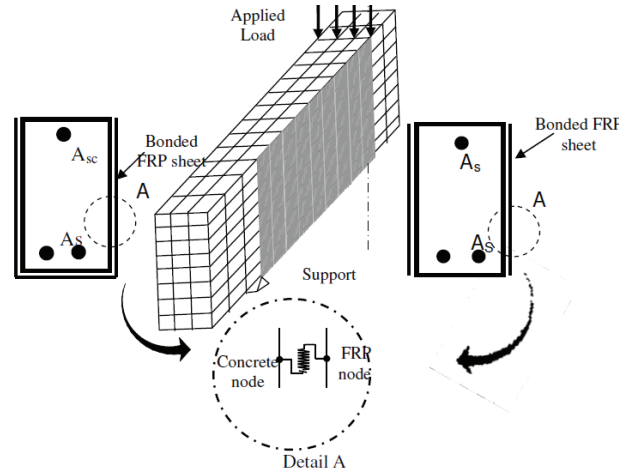 Applied
Load
Bonded
FRP sheet
A
Asc
As
Bonded FRP
sheet
A
As
As
Support
Concrete
node
FRP
node
Detail A